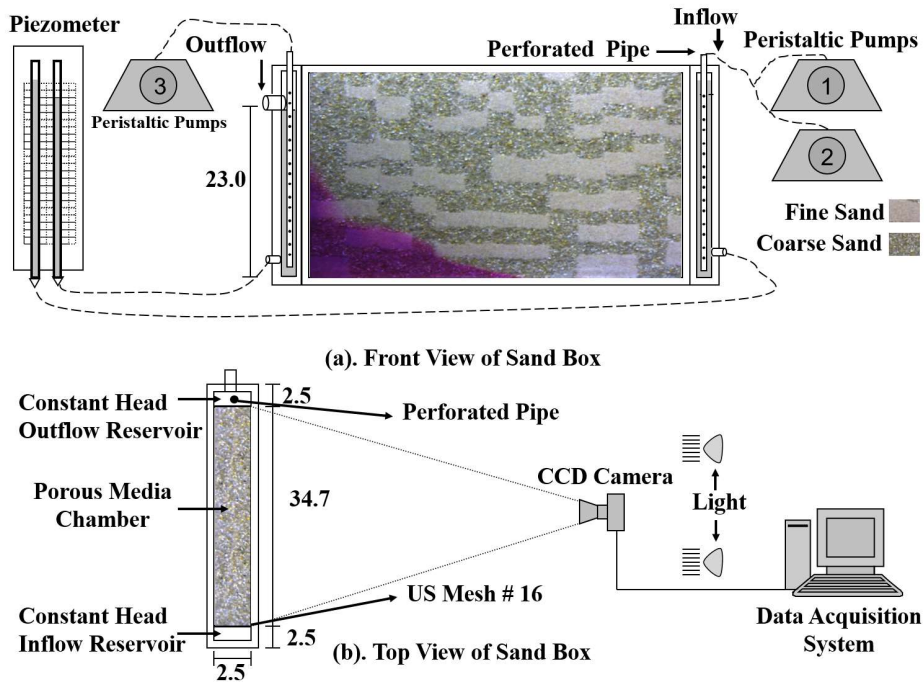 Piezometer
Outflow
3
Peristaltic Pumps
23.0
Inflow
Perforated Pipe
Peristaltic Pumps
1
2
Fine Sand
Coarse Sand
(a). Front View of Sand Box
Constant Head
Outflow Reservoir
2.5
Perforated Pipe
Porous Media
Chamber
34.7
CCD Camera
Light
US Mesh # 16
Constant Head
Inflow Reservoir
2.5
2.5
(b). Top View of Sand Box
Data Acquisition
System